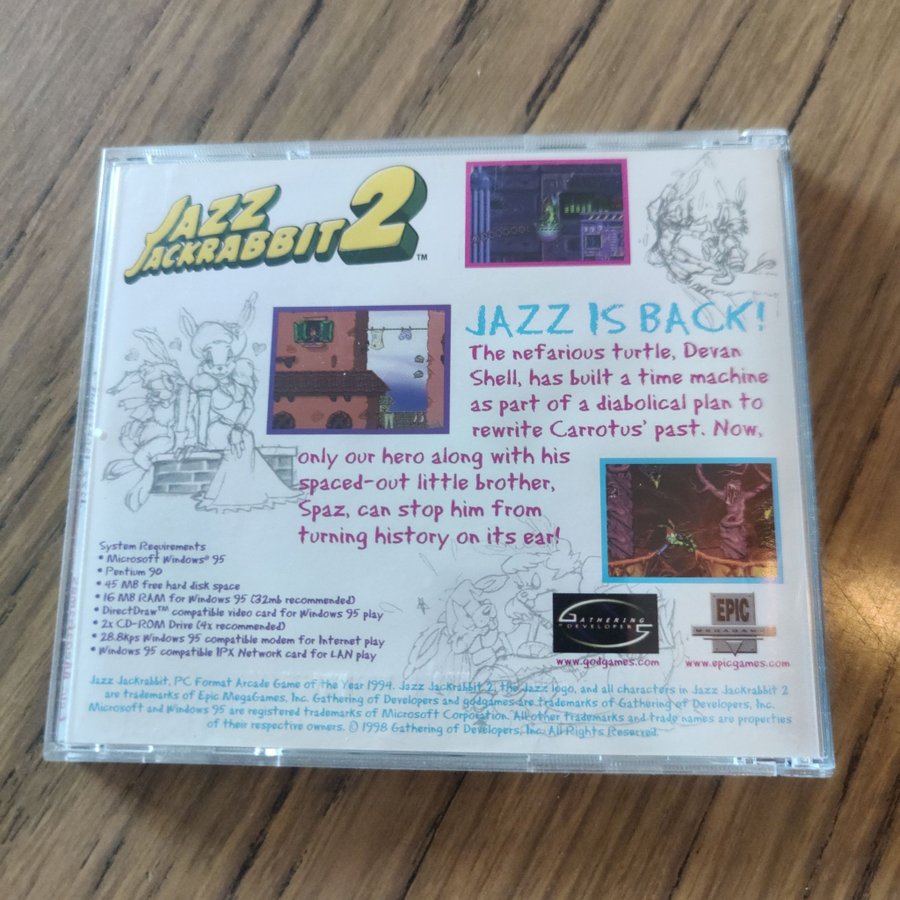 JAZZ
JACKRABBIT 2™
JAZZ IS BACK!
The nefarious turtle, Devan
Shell, has built a time machine
as part of a diabolical plan to
rewrite Carrotus' past. Now,
only our hero along with his
spaced-out little brother,
Spaz, can stop him from
turning history on its ear!
System Requirements
• Microsoft Windows® 95
• Pentium 90
• 45 MB free hard disk space
• 16 MB RAM for Windows 95 (32mb recommended)
• DirectDraw™ compatible video card for Windows 95 play
• 2x CD-ROM Drive (4x recommended)
• 28.8kps Windows 95 compatible modem for Internet play
• Windows 95 compatible IPX Network card for LAN play
GATHERING
OF DEVELOPERS
www.godgames.com
EPIC
MEGAGAMES
www.epicgames.com
Jazz Jackrabbit, PC Format Arcade Game of the Year 1994. Jazz Jackrabbit 2, the Jazz logo, and all characters in Jazz Jackrabbit 2
are trademarks of Epic MegaGames, Inc. Gathering of Developers and godgames are trademarks of Gathering of Developers, Inc.
Microsoft and Windows 95 are registered trademarks of Microsoft Corporation. All other trademarks and trade names are properties
of their respective owners. © 1998 Gathering of Developers, Inc. All Rights Reserved.